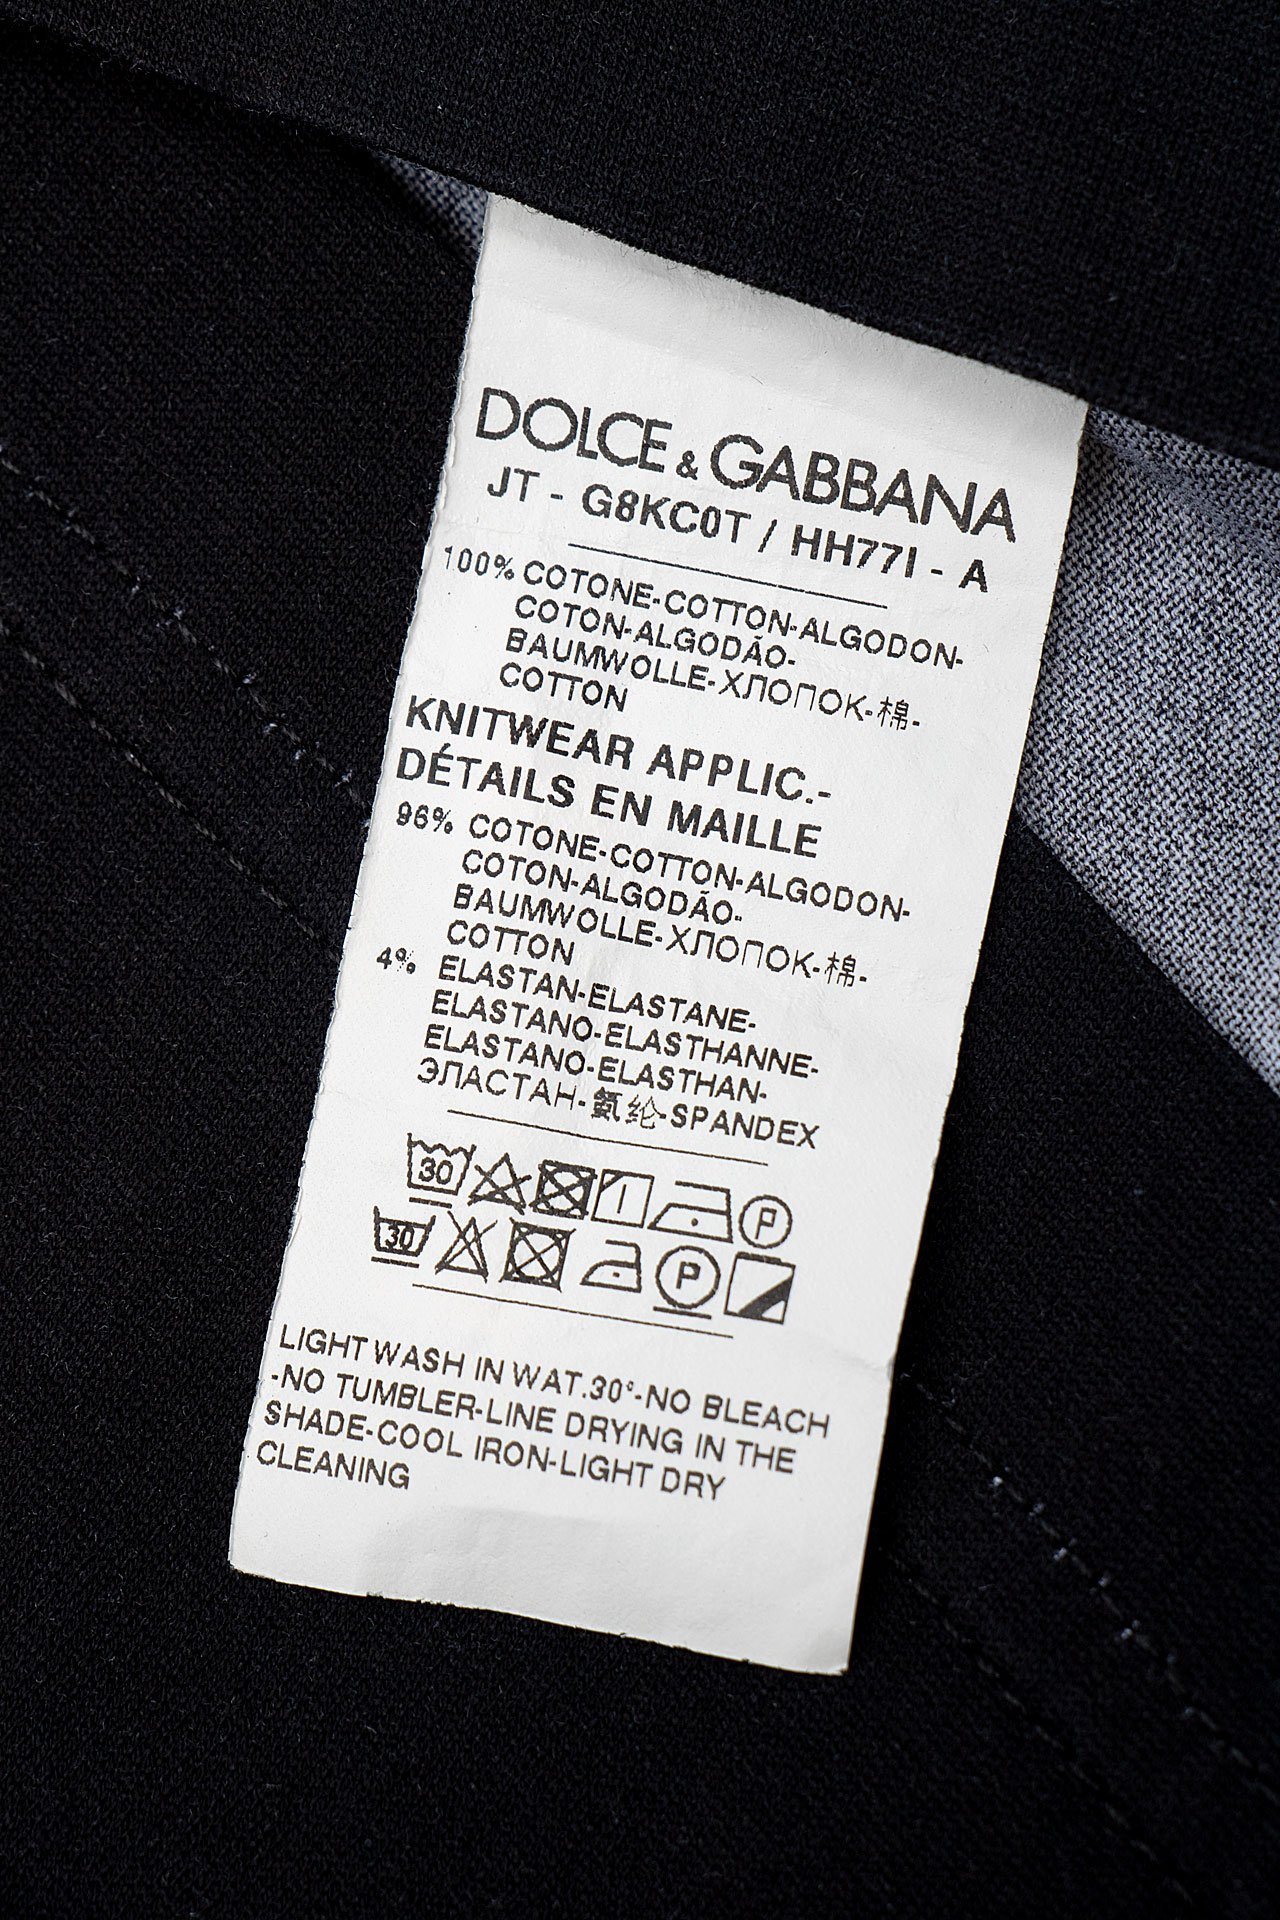 DOLCE & GABBANA
JT - G8KC0T / HH77I - A
100% COTONE-COTTON-ALGODON-
COTON-ALGODÃO-
BAUMWOLLE-ХЛОПОК-棉-
COTTON
KNITWEAR APPLIC.-
DÉTAILS EN MAILLE
96% COTONE-COTTON-ALGODON-
COTON-ALGODÃO-
BAUMWOLLE-ХЛОПОК-棉-
COTTON
4% ELASTAN-ELASTANE-
ELASTANO-ELASTHANNE-
ELASTANO-ELASTHAN-
ЭЛАСТАН-氨纶-SPANDEX
30 P
30 P
LIGHT WASH IN WAT.30°-NO BLEACH
-NO TUMBLER-LINE DRYING IN THE
SHADE-COOL IRON-LIGHT DRY
CLEANING